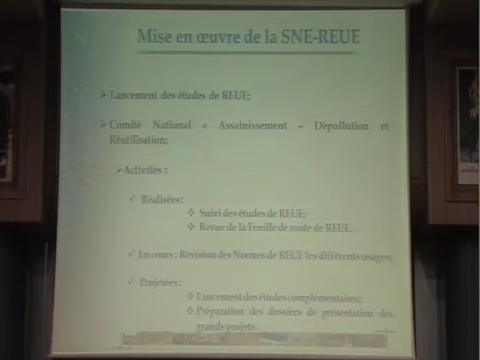 Mise en œuvre de la SNE-REUE
➢ Lancement des études de REUE;
➢ Comité National « Assainissement – Dépollution et
Réutilisation;
➢ Activités :
✓ Réalisées:
❖ Suivi des études de REUE;
❖ Revue de la Feuille de route de REUE.
✓ En cours : Révision des Normes de REUE les différents usages;
✓ Projetées :
❖ Lancement des études complémentaires;
❖ Préparation des dossiers de présentation des
grands projets.